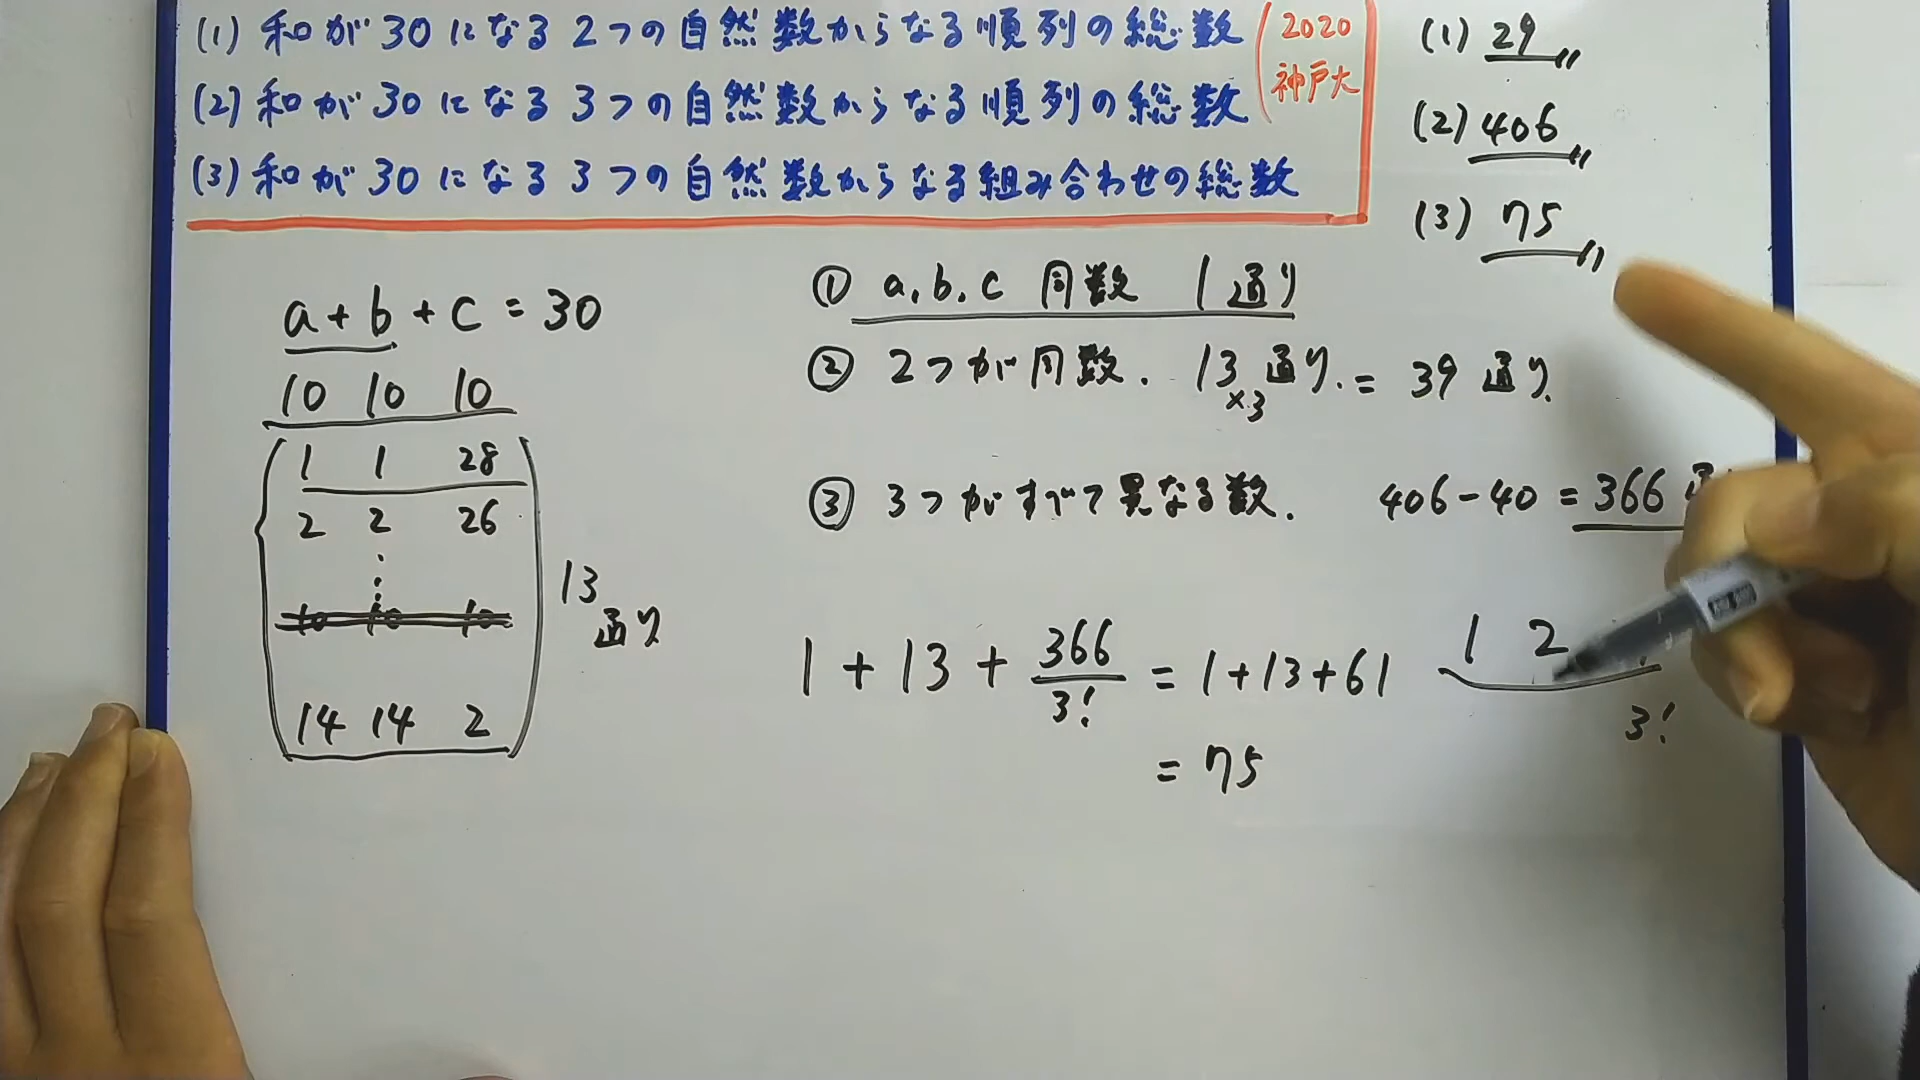 (1) 和が30になる2つの自然数からなる順列の総数 (2020
(2) 和が30になる3つの自然数からなる順列の総数 神戸大
(3) 和が30になる3つの自然数からなる組み合わせの総数
(1) 29
(2) 406
(3) 75
a+b+c=30
10 10 10
1 1 28
2 2 26
⋮
10 10 10
14 14 2
13
通り
① a,b,c 同数 1通り
② 2つが同数. 13通り.=39通り.
×3
③ 3つがすべて異なる数. 406-40=366
1+13+366/3!=1+13+61
=75
1 2
3!